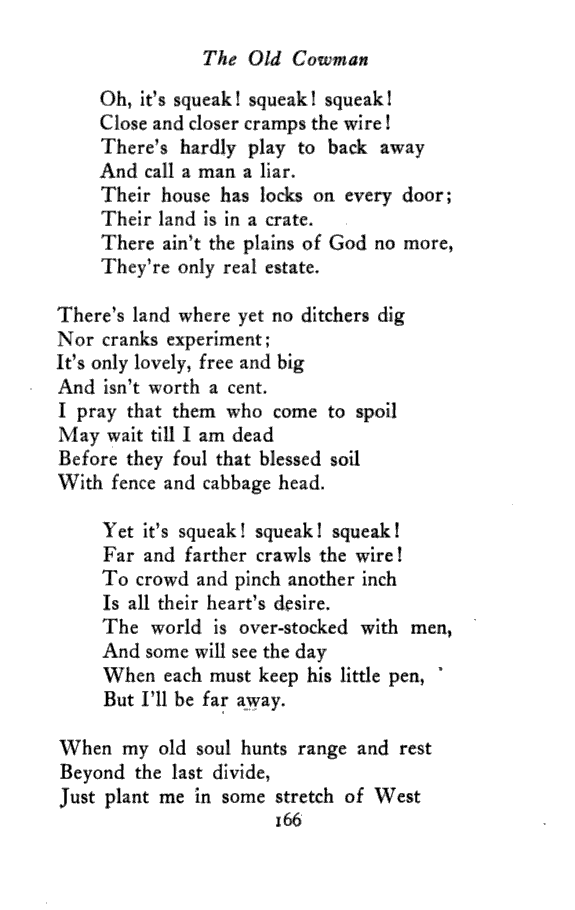 The Old Cowman
Oh, it's squeak! squeak! squeak!
Close and closer cramps the wire!
There's hardly play to back away
And call a man a liar.
Their house has locks on every door;
Their land is in a crate.
There ain't the plains of God no more,
They're only real estate.
There's land where yet no ditchers dig
Nor cranks experiment;
It's only lovely, free and big
And isn't worth a cent.
I pray that them who come to spoil
May wait till I am dead
Before they foul that blessed soil
With fence and cabbage head.
Yet it's squeak! squeak! squeak!
Far and farther crawls the wire!
To crowd and pinch another inch
Is all their heart's desire.
The world is over-stocked with men,
And some will see the day
When each must keep his little pen,
But I'll be far away.
When my old soul hunts range and rest
Beyond the last divide,
Just plant me in some stretch of West
166